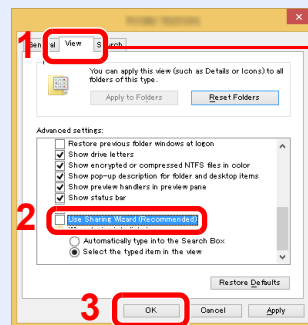 1
View
You can apply this view (such as Details or Icons) to all
folders of this type.
Apply to Folders
Reset Folders
Advanced settings:
Restore previous folder windows at logon
Show drive letters
Show encrypted or compressed NTFS files in color
Show pop-up description for folder and desktop items
Show preview handlers in preview pane
Show status bar
2
Use Sharing Wizard (Recommended)
Automatically type into the Search Box
Select the typed item in the view
Restore Defaults
3
OK
Cancel
Apply